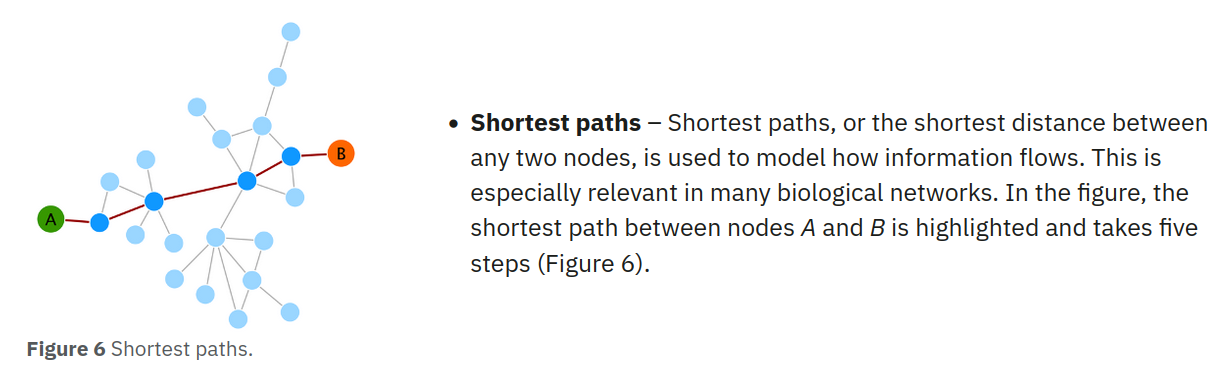 A
B
Figure 6 Shortest paths.
• Shortest paths – Shortest paths, or the shortest distance between
any two nodes, is used to model how information flows. This is
especially relevant in many biological networks. In the figure, the
shortest path between nodes A and B is highlighted and takes five
steps (Figure 6).